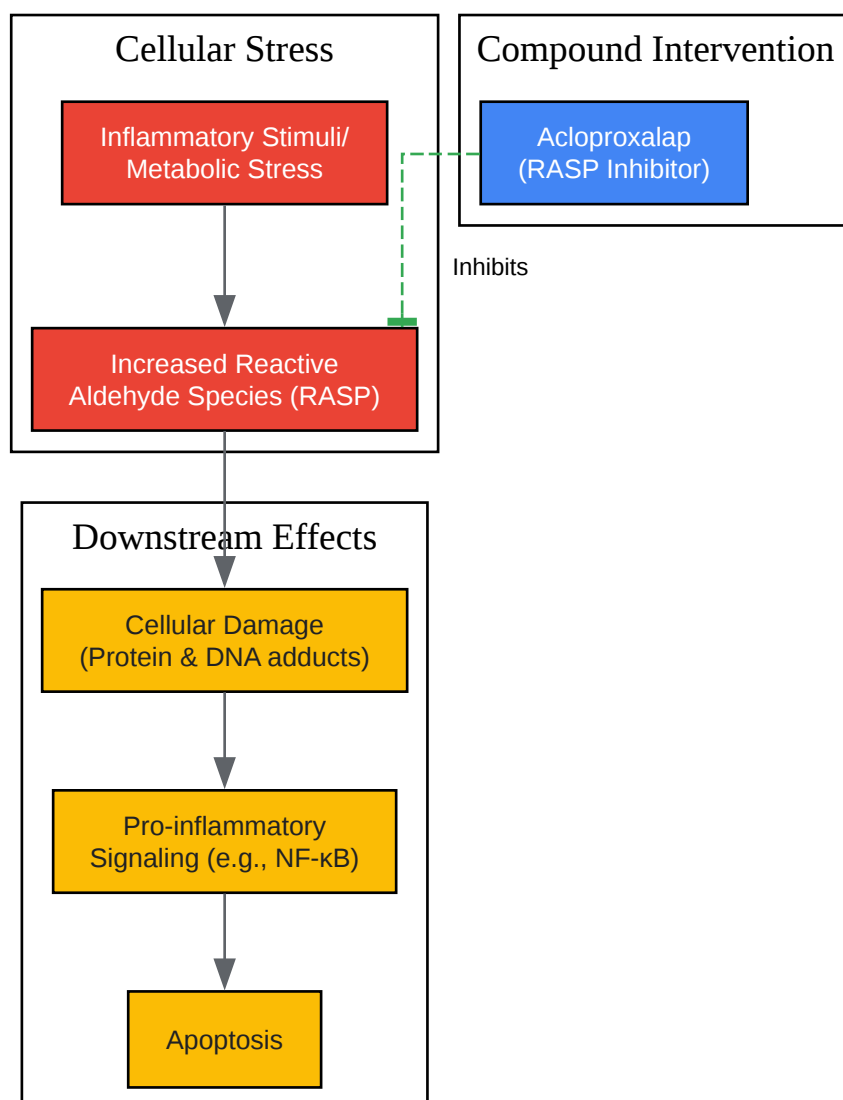 Cellular Stress
Inflammatory Stimuli/
Metabolic Stress
Increased Reactive
Aldehyde Species (RASP)
Compound Intervention
Acloproxalap
(RASP Inhibitor)
Inhibits
Downstream Effects
Cellular Damage
(Protein & DNA adducts)
Pro-inflammatory
Signaling (e.g., NF-κB)
Apoptosis